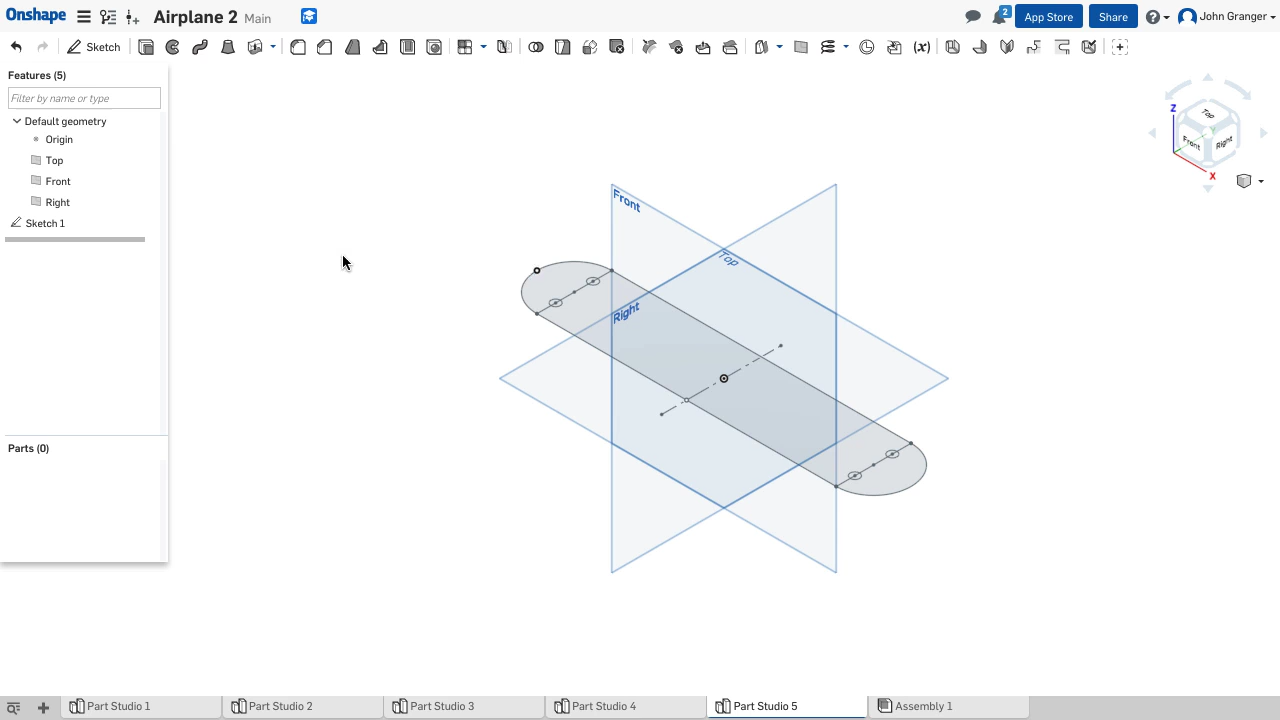 Onshape Airplane 2 Main 2 App Store Share John Granger
Sketch (x)
Features (5)
Filter by name or type
Default geometry
Origin
Top
Front
Right
Sketch 1
Parts (0)
Front
Top
Right
Z
Top
Front
Right
X
Part Studio 1 Part Studio 2 Part Studio 3 Part Studio 4 Part Studio 5 Assembly 1